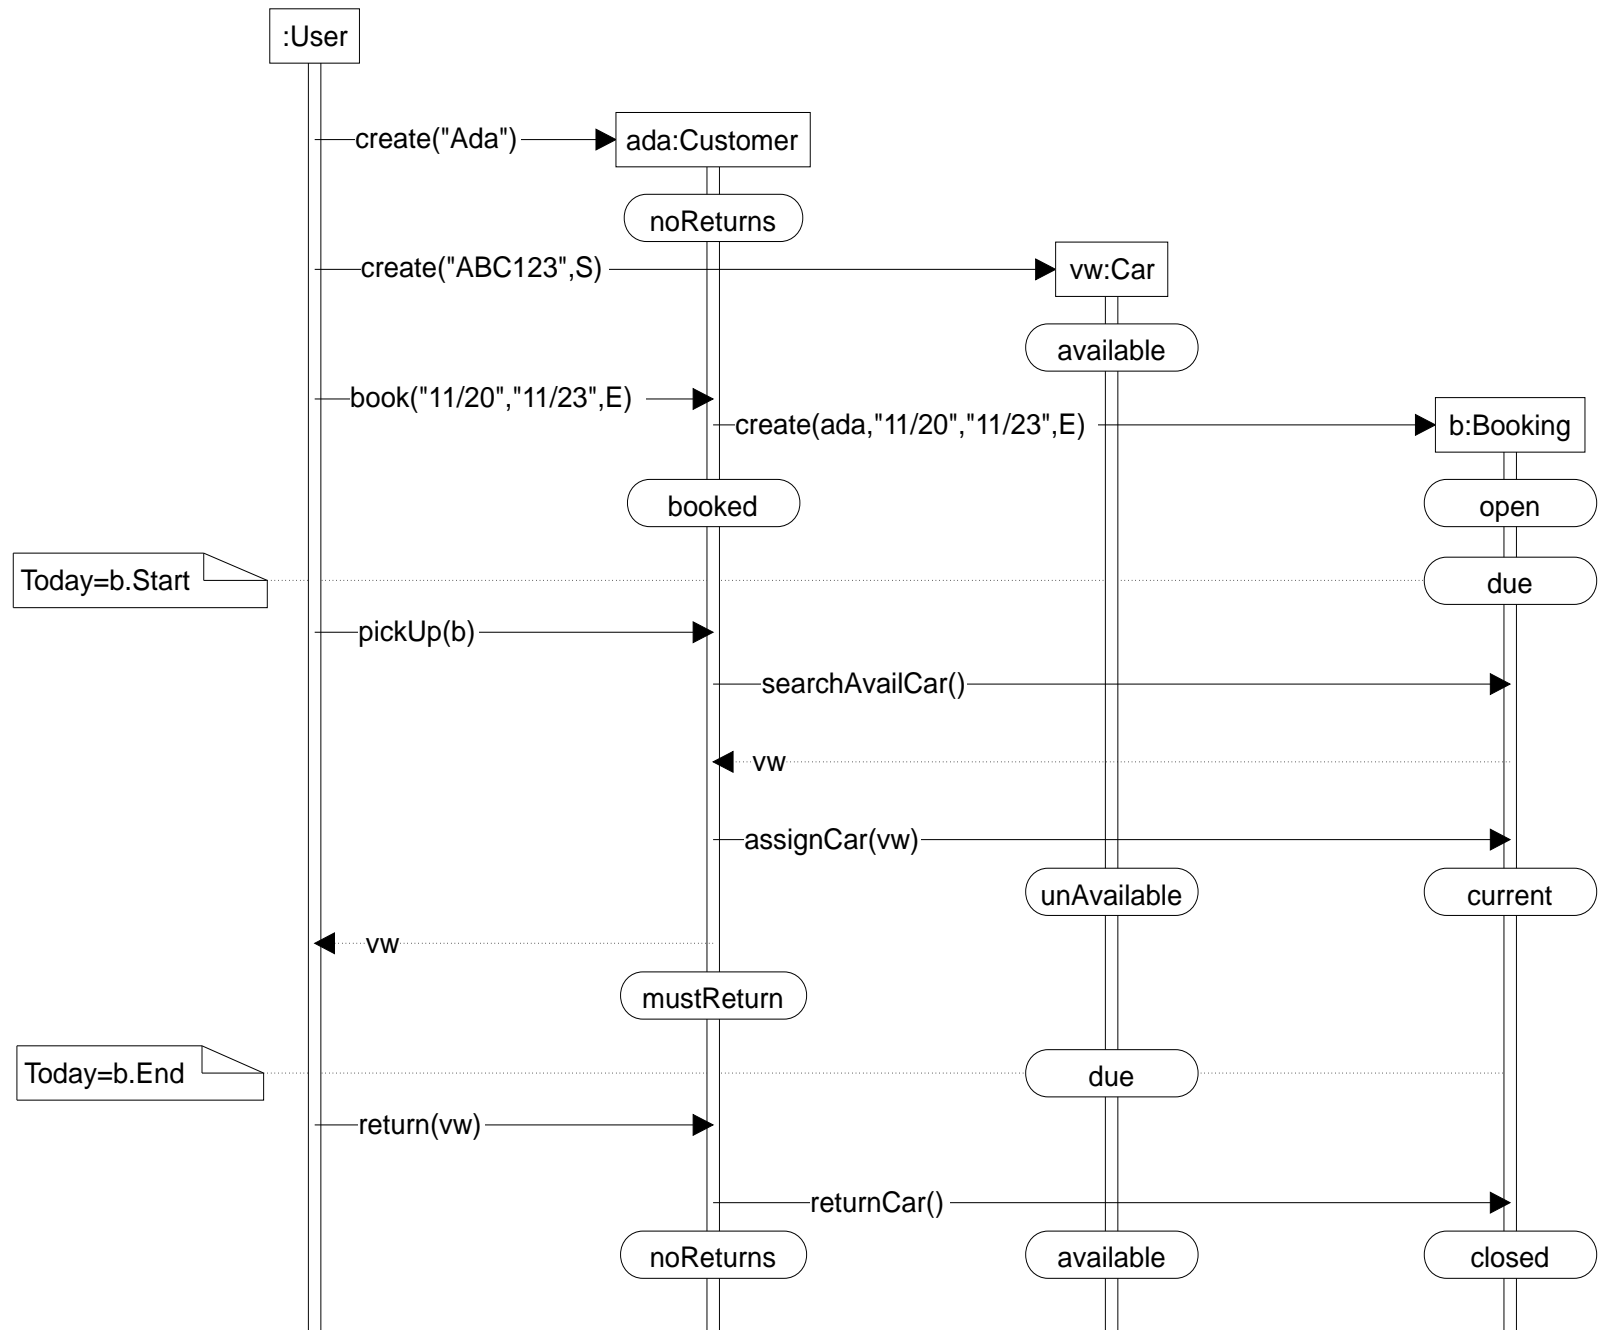 :User
create("Ada")
ada:Customer
noReturns
create("ABC123",S)
vw:Car
available
book("11/20","11/23",E)
create(ada,"11/20","11/23",E)
b:Booking
booked
open
Today=b.Start
due
pickUp(b)
searchAvailCar()
vw
assignCar(vw)
unAvailable
current
vw
mustReturn
Today=b.End
due
return(vw)
returnCar()
noReturns
available
closed